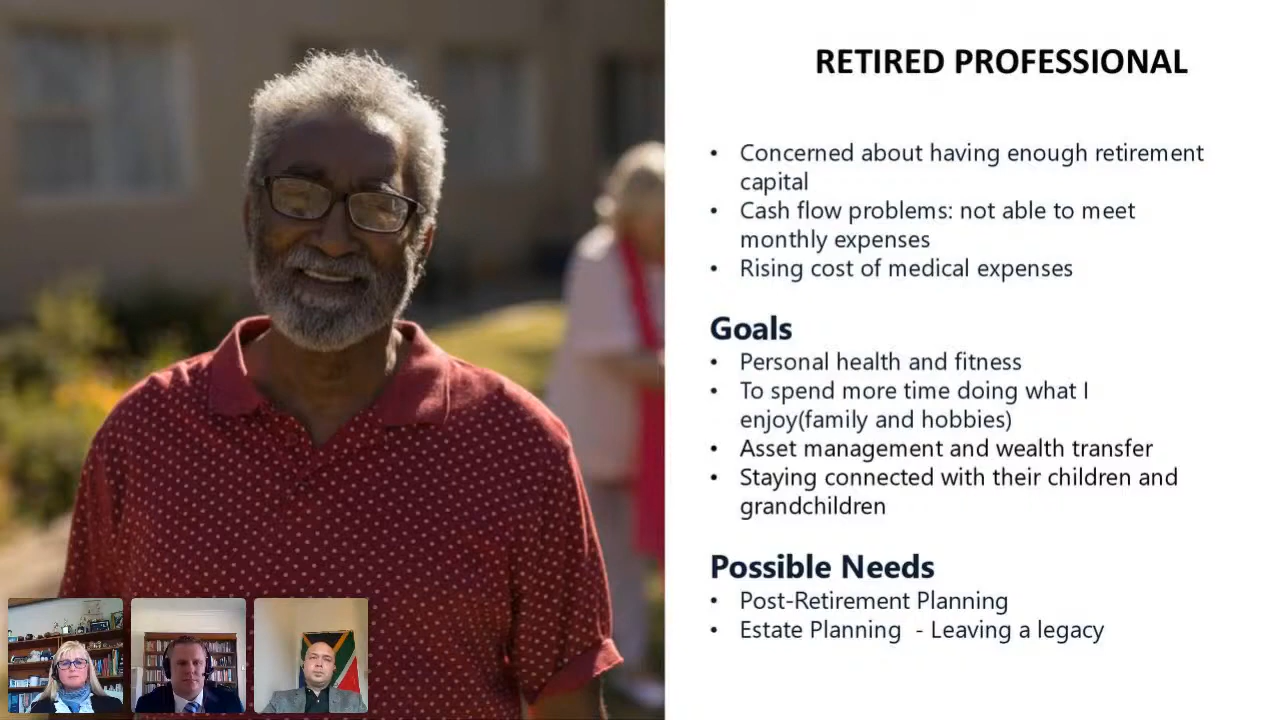 RETIRED PROFESSIONAL
• Concerned about having enough retirement
capital
• Cash flow problems: not able to meet
monthly expenses
• Rising cost of medical expenses
Goals
• Personal health and fitness
• To spend more time doing what I
enjoy(family and hobbies)
• Asset management and wealth transfer
• Staying connected with their children and
grandchildren
Possible Needs
• Post-Retirement Planning
• Estate Planning  - Leaving a legacy